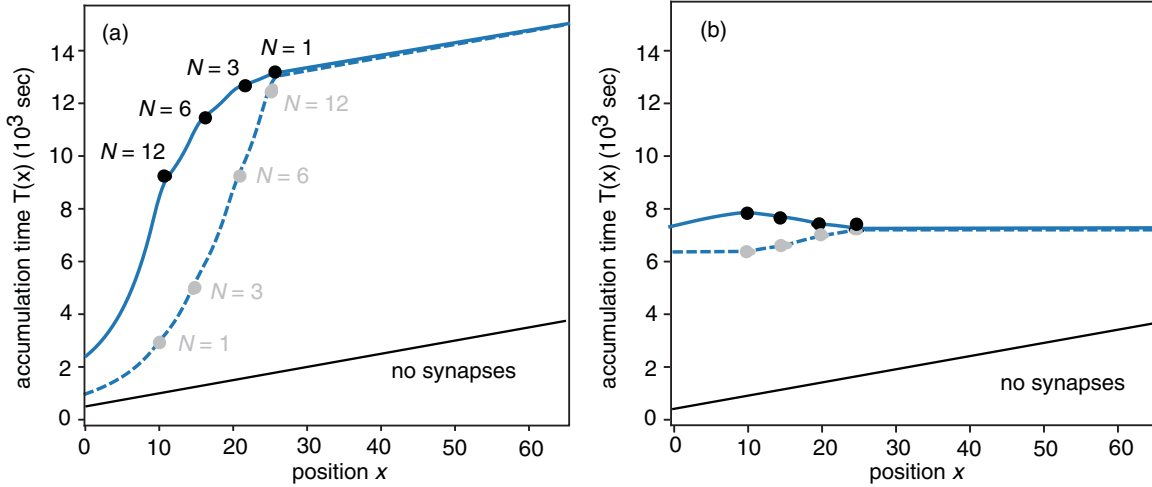 (a)
N = 1
N = 3
N = 6
N = 12
N = 12
N = 6
N = 3
N = 1
no synapses
accumulation time T(x) (10³ sec)
14
12
10
8
6
4
2
0
0
10
20
30
40
50
60
position x
(b)
no synapses
accumulation time T(x) (10³ sec)
14
12
10
8
6
4
2
0
0
10
20
30
40
50
60
position x